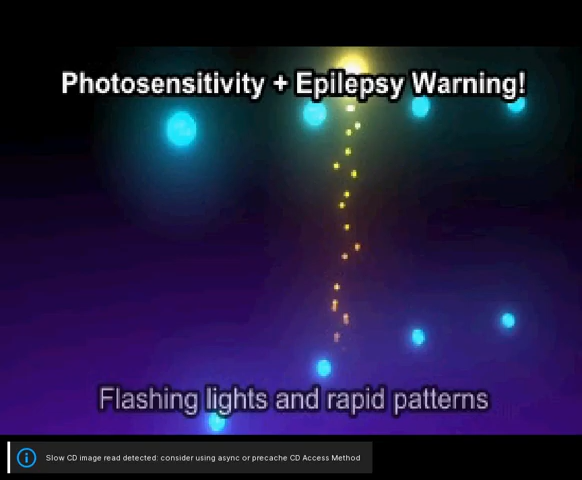 Photosensitivity + Epilepsy Warning!
Flashing lights and rapid patterns
Slow CD image read detected: consider using async or precache CD Access Method